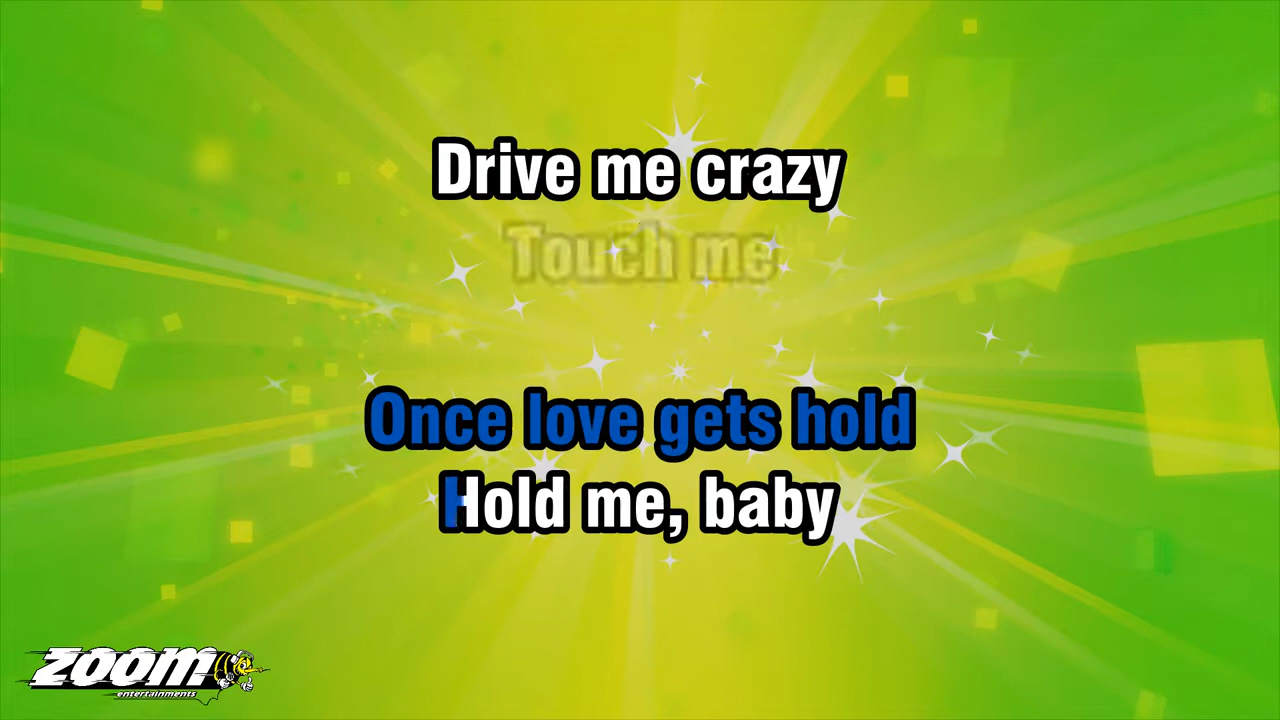 Drive me crazy
Touch me
Once love gets hold
Hold me, baby
ZOOM
entertainments